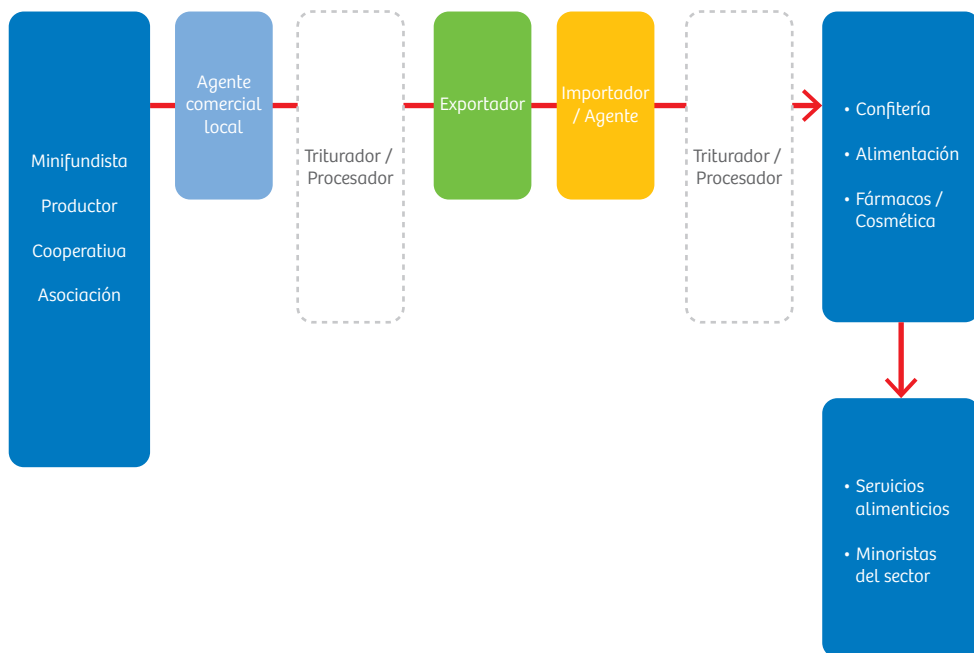 Minifundista
Productor
Cooperativa
Asociación
Agente
comercial
local
Triturador /
Procesador
Exportador
Importador
/ Agente
Triturador /
Procesador
• Confitería
• Alimentación
• Fármacos /
Cosmética
• Servicios
alimenticios
• Minoristas
del sector